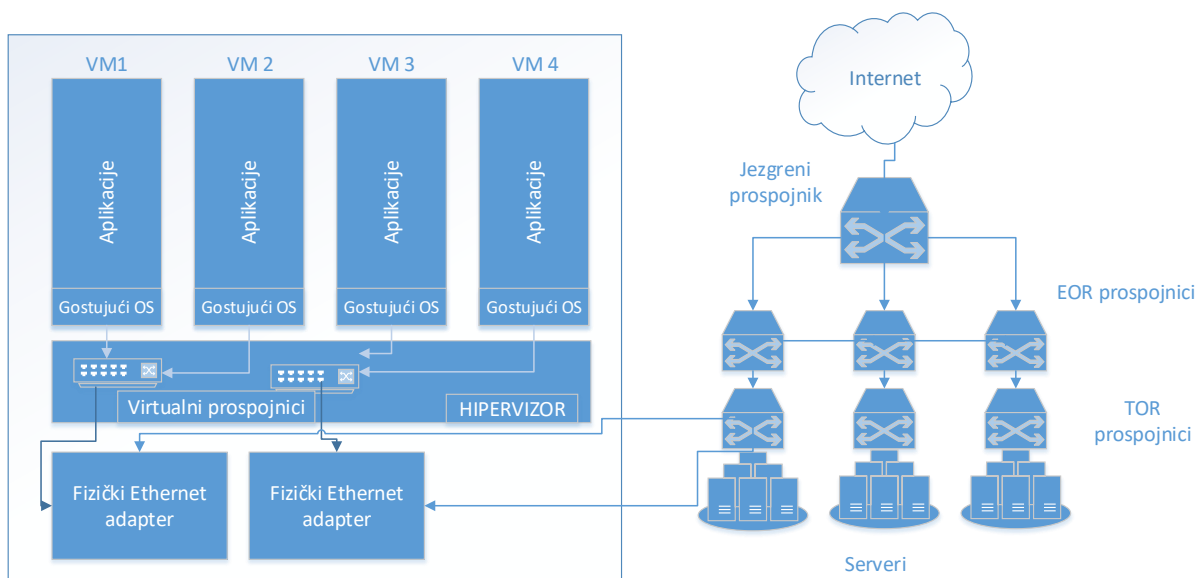 VM1
VM 2
VM 3
VM 4
Aplikacije
Aplikacije
Aplikacije
Aplikacije
Gostujući OS
Gostujući OS
Gostujući OS
Gostujući OS
Virtualni prospojnici
HIPERVIZOR
Fizički Ethernet
adapter
Fizički Ethernet
adapter
Internet
Jezgreni
prospojnik
EOR prospojnici
TOR
prospojnici
Serveri